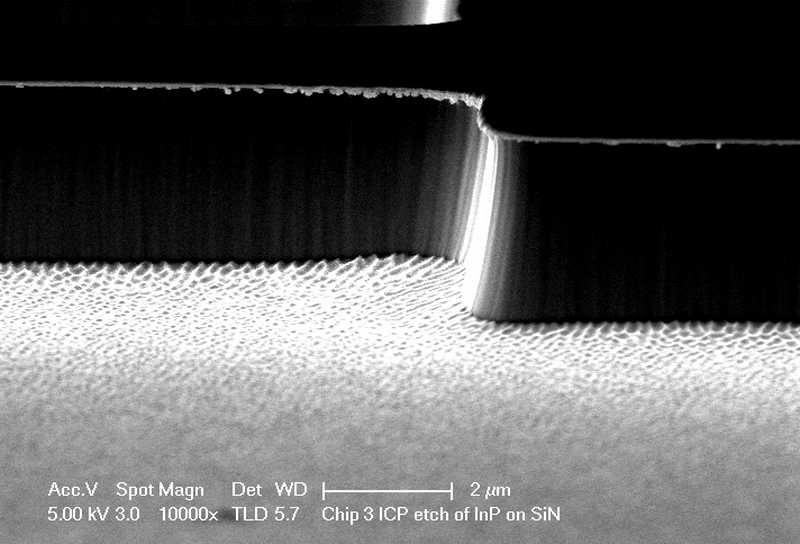 Acc.V Spot Magn Det WD 2 µm
5.00 kV 3.0 10000x TLD 5.7 Chip 3 ICP etch of InP on SiN